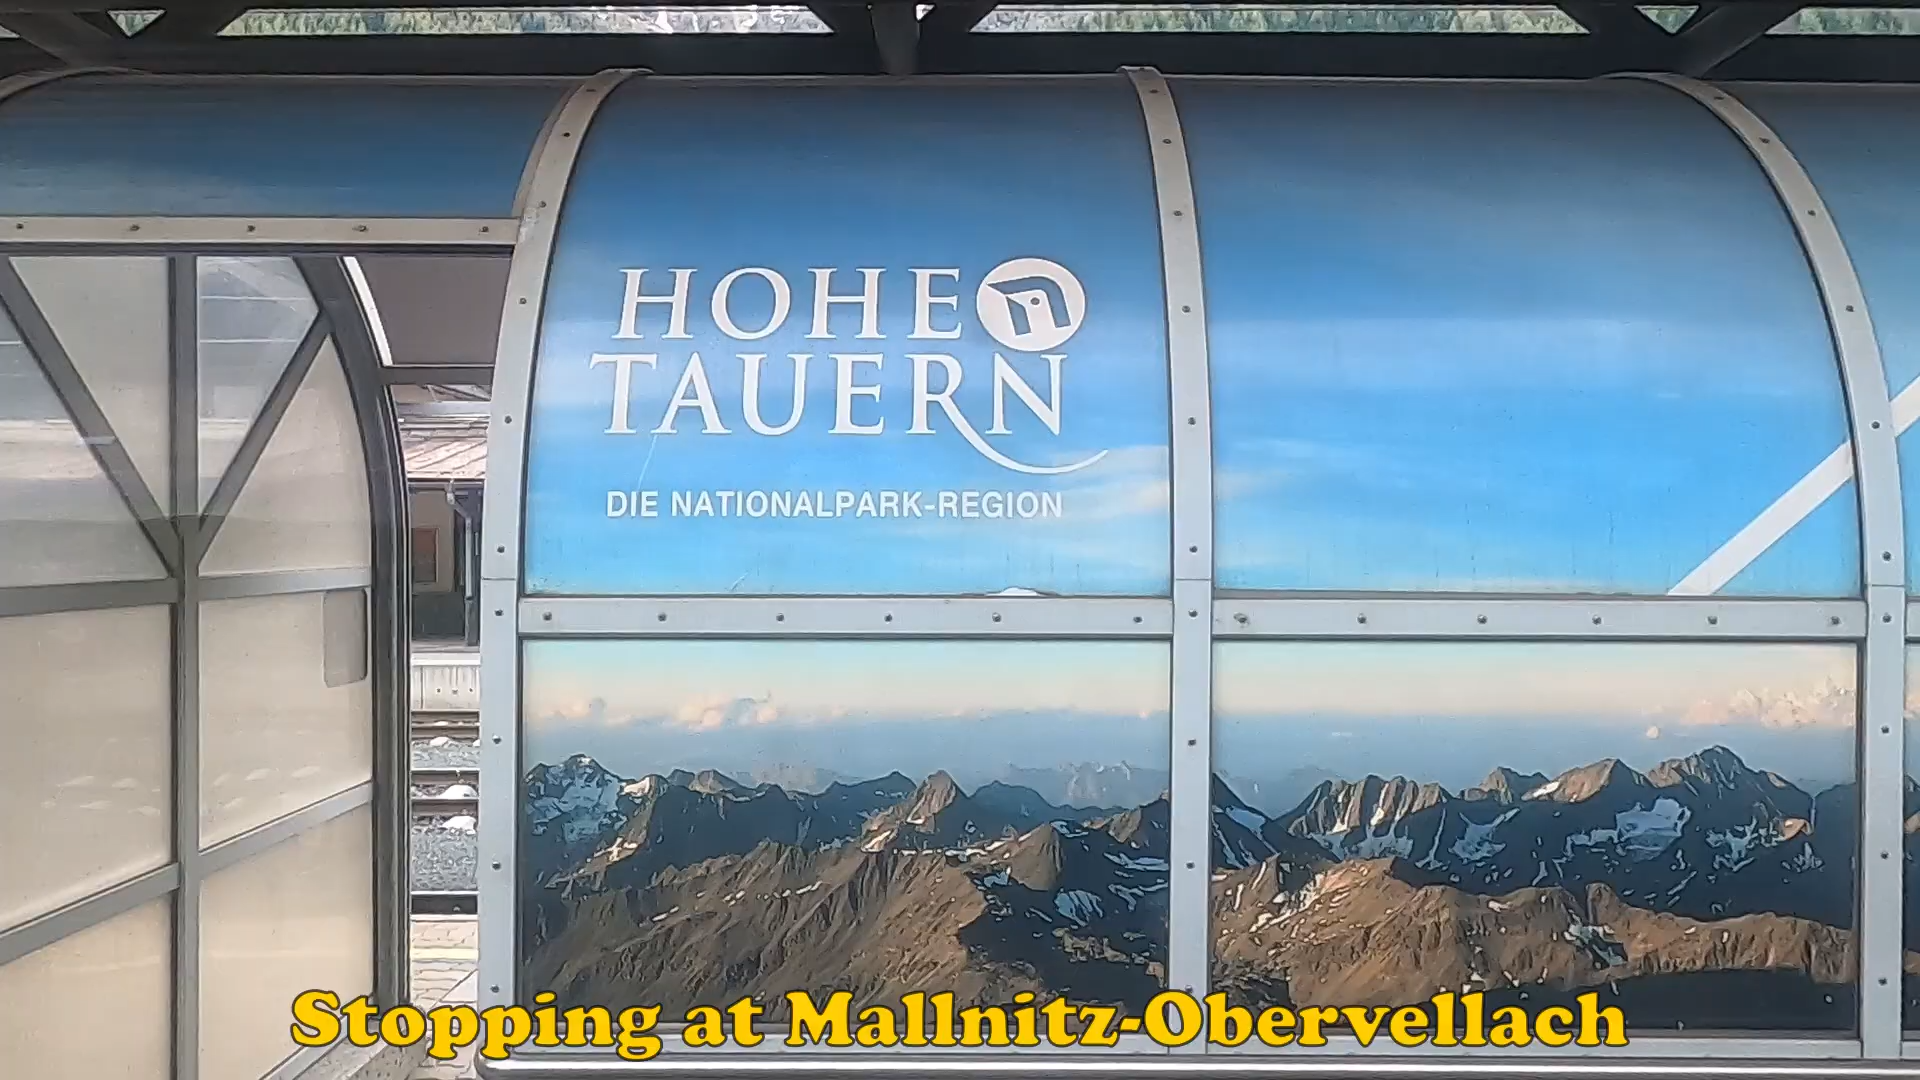 HOHE
TAUERN
DIE NATIONALPARK-REGION
Stopping at Mallnitz-Obervellach